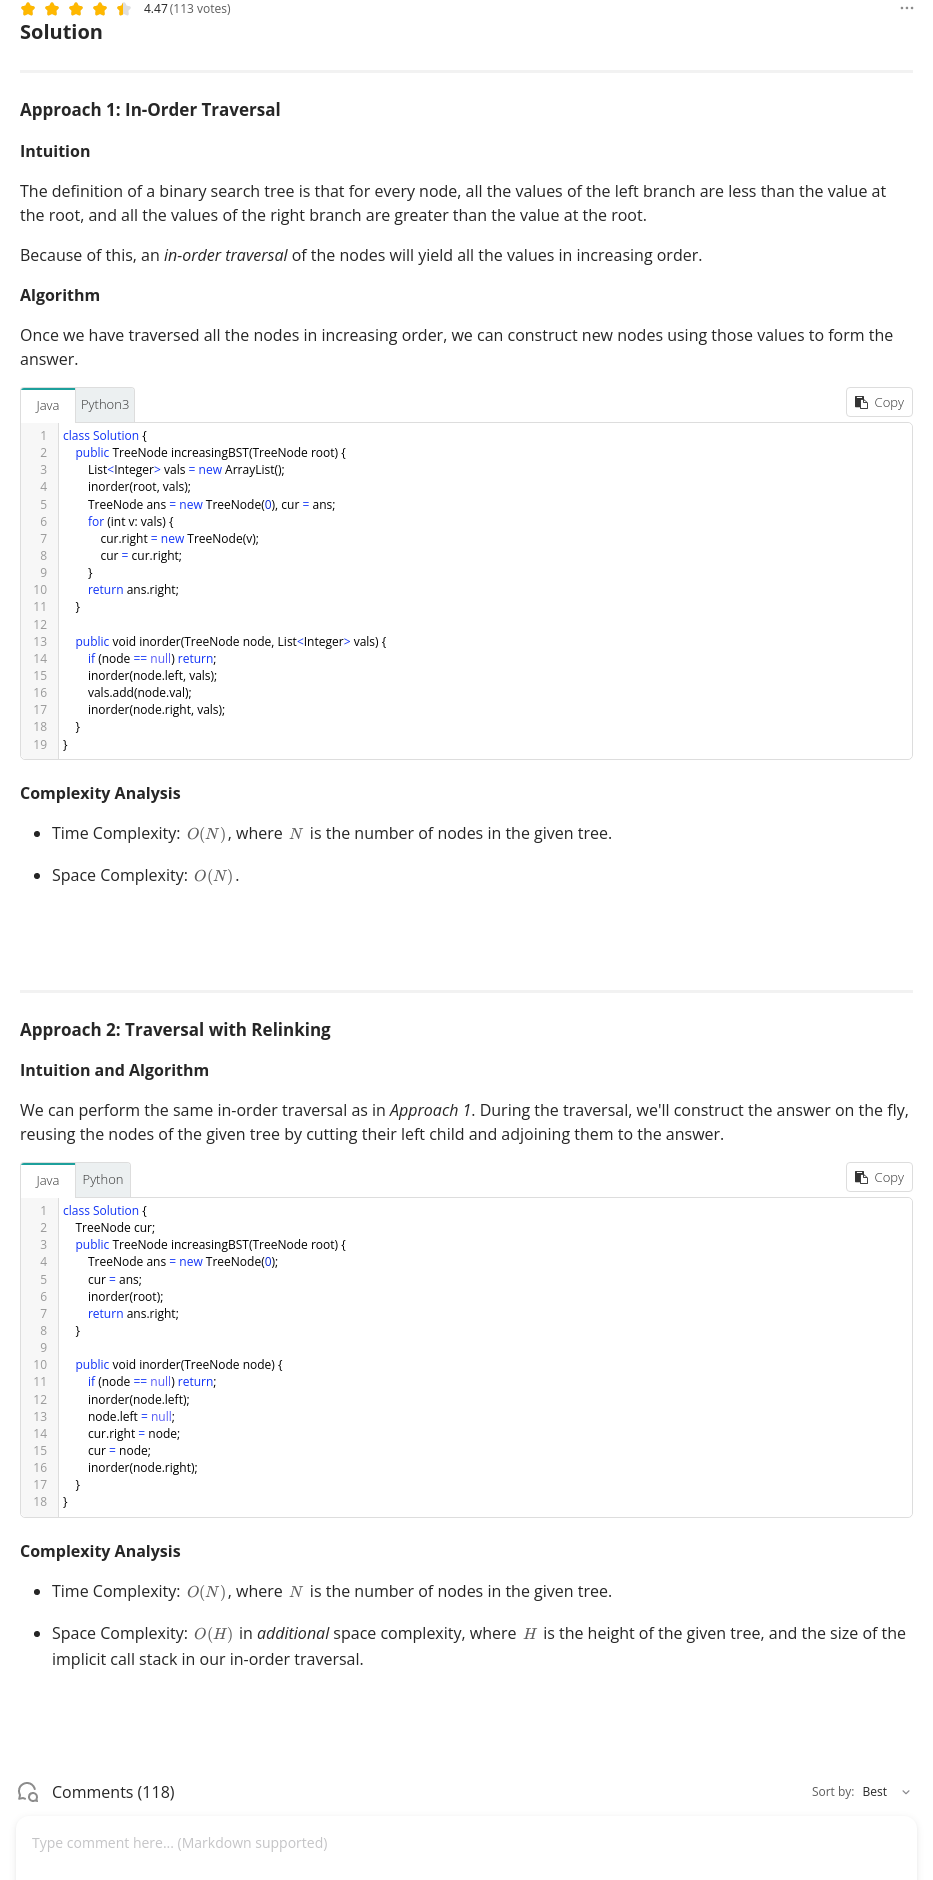 4.47 (113 votes)
Solution
Approach 1: In-Order Traversal
Intuition
The definition of a binary search tree is that for every node, all the values of the left branch are less than the value at
the root, and all the values of the right branch are greater than the value at the root.
Because of this, an in-order traversal of the nodes will yield all the values in increasing order.
Algorithm
Once we have traversed all the nodes in increasing order, we can construct new nodes using those values to form the
answer.
Java Python3 Copy
1 class Solution {
2     public TreeNode increasingBST(TreeNode root) {
3         List<Integer> vals = new ArrayList();
4         inorder(root, vals);
5         TreeNode ans = new TreeNode(0), cur = ans;
6         for (int v: vals) {
7             cur.right = new TreeNode(v);
8             cur = cur.right;
9         }
10         return ans.right;
11     }
12
13     public void inorder(TreeNode node, List<Integer> vals) {
14         if (node == null) return;
15         inorder(node.left, vals);
16         vals.add(node.val);
17         inorder(node.right, vals);
18     }
19 }
Complexity Analysis
• Time Complexity: O(N), where N is the number of nodes in the given tree.
• Space Complexity: O(N).
Approach 2: Traversal with Relinking
Intuition and Algorithm
We can perform the same in-order traversal as in Approach 1. During the traversal, we'll construct the answer on the fly,
reusing the nodes of the given tree by cutting their left child and adjoining them to the answer.
Java Python Copy
1 class Solution {
2     TreeNode cur;
3     public TreeNode increasingBST(TreeNode root) {
4         TreeNode ans = new TreeNode(0);
5         cur = ans;
6         inorder(root);
7         return ans.right;
8     }
9
10     public void inorder(TreeNode node) {
11         if (node == null) return;
12         inorder(node.left);
13         node.left = null;
14         cur.right = node;
15         cur = node;
16         inorder(node.right);
17     }
18 }
Complexity Analysis
• Time Complexity: O(N), where N is the number of nodes in the given tree.
• Space Complexity: O(H) in additional space complexity, where H is the height of the given tree, and the size of the
implicit call stack in our in-order traversal.
Comments (118) Sort by: Best
Type comment here... (Markdown supported)